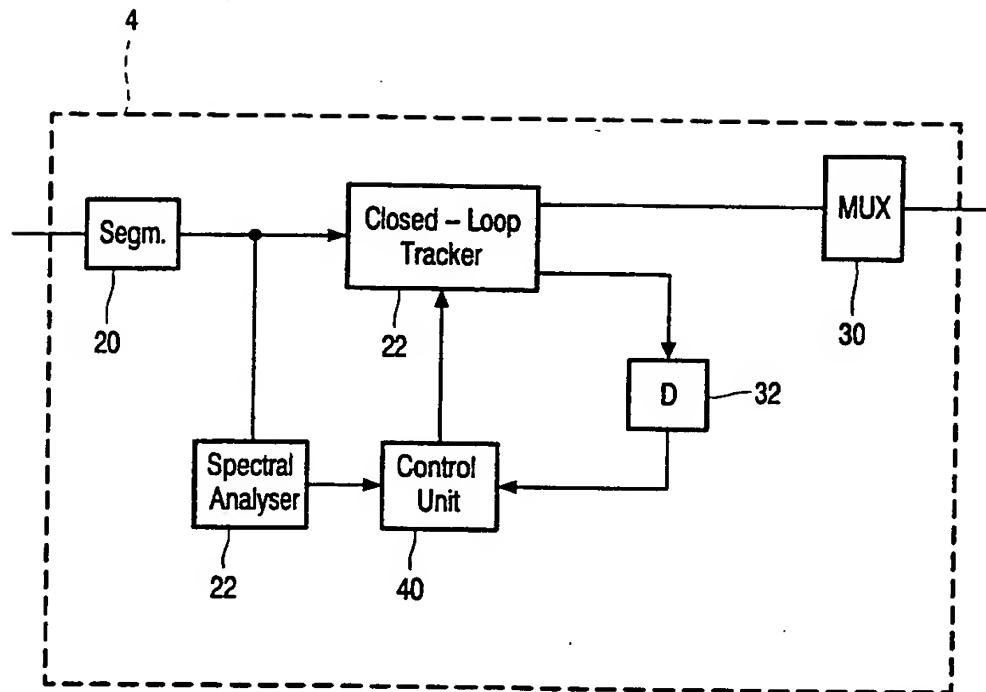 4
Segm.
20
Closed – Loop
Tracker
22
MUX
30
D
32
Spectral
Analyser
22
Control
Unit
40